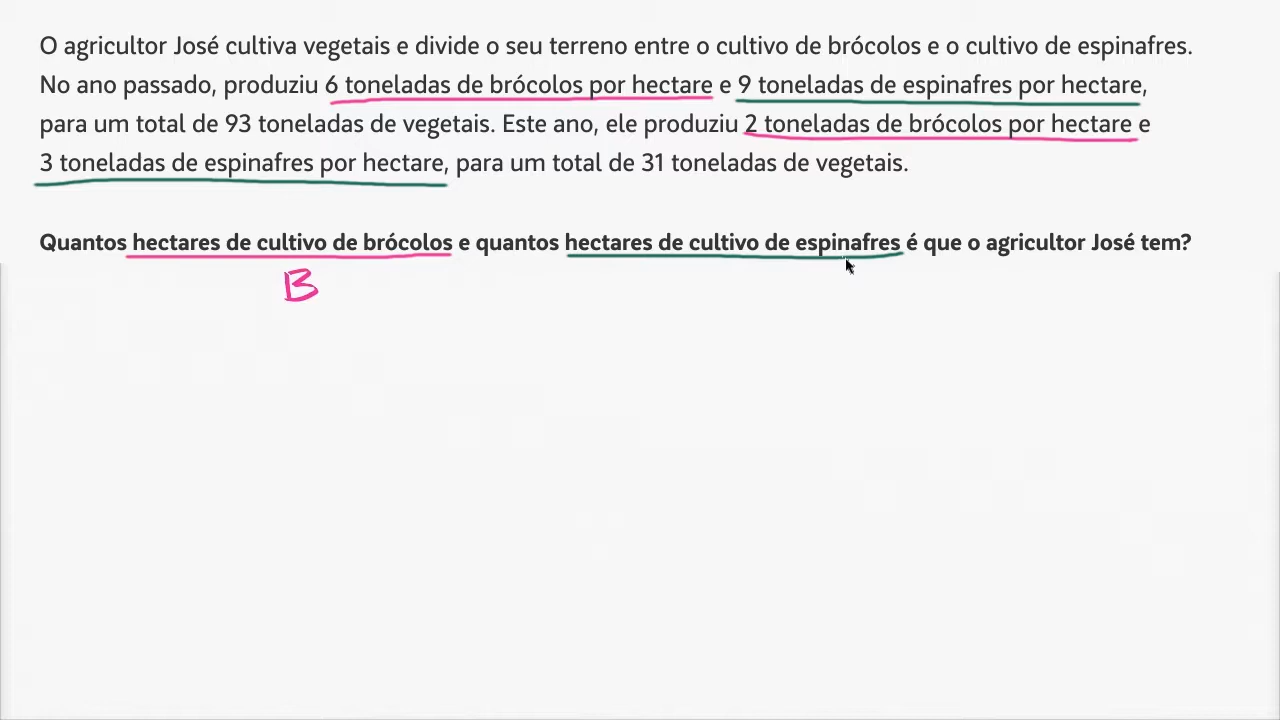 O agricultor José cultiva vegetais e divide o seu terreno entre o cultivo de brócolos e o cultivo de espinafres.
No ano passado, produziu 6 toneladas de brócolos por hectare e 9 toneladas de espinafres por hectare,
para um total de 93 toneladas de vegetais. Este ano, ele produziu 2 toneladas de brócolos por hectare e
3 toneladas de espinafres por hectare, para um total de 31 toneladas de vegetais.
Quantos hectares de cultivo de brócolos e quantos hectares de cultivo de espinafres é que o agricultor José tem?
B